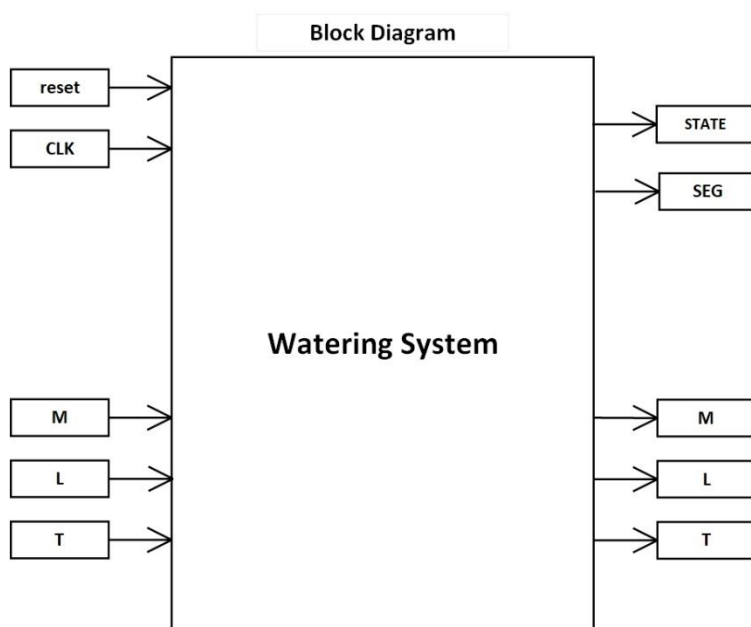 Block Diagram
reset
CLK
M
L
T
Watering System
STATE
SEG
M
L
T